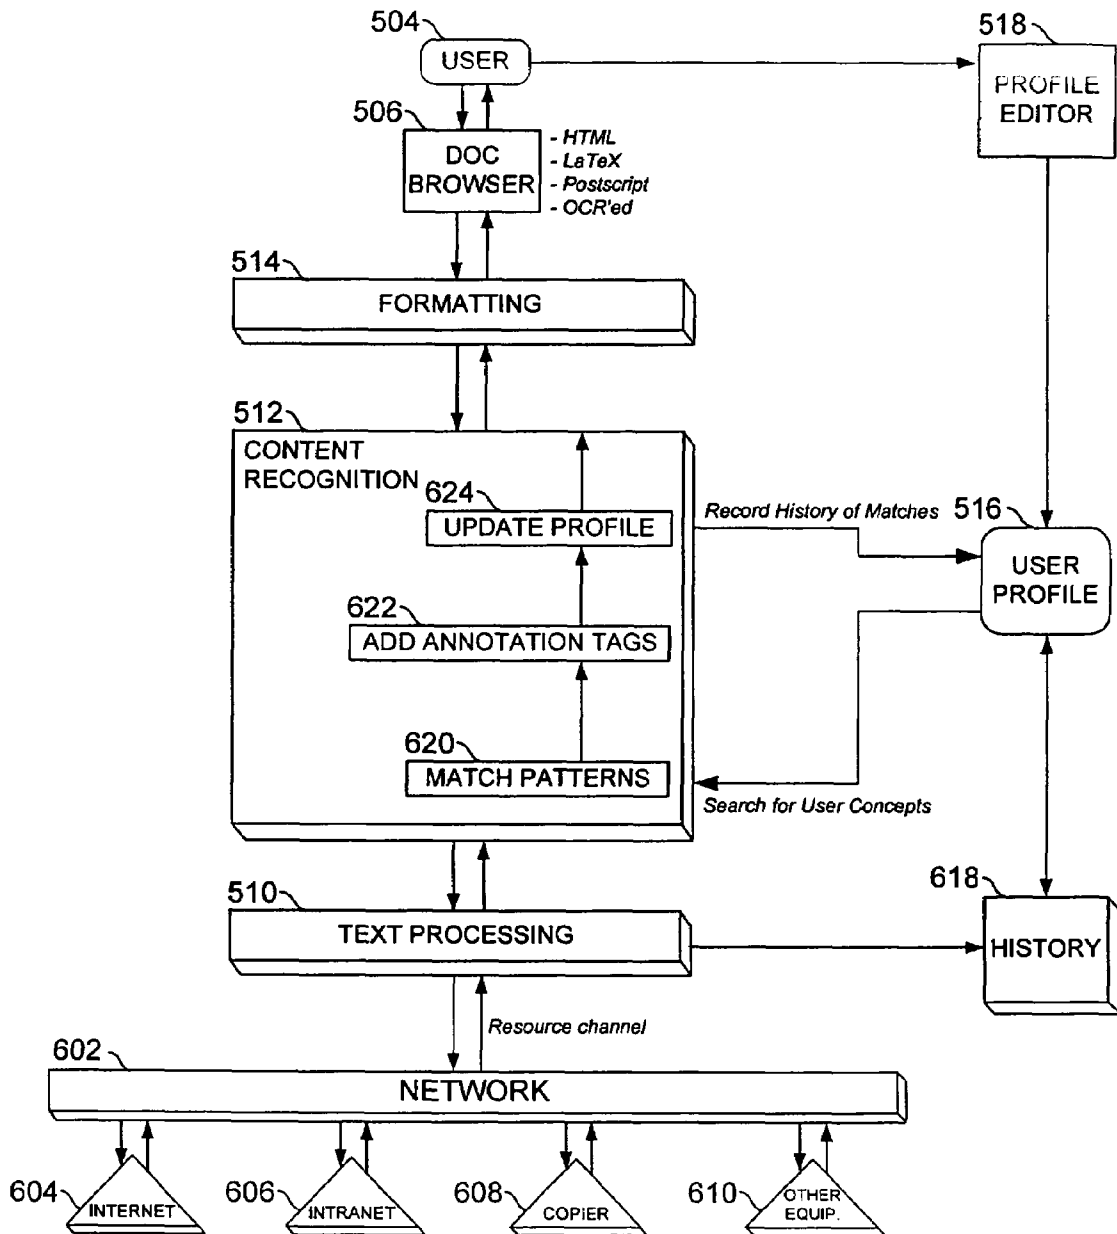 504
USER
518
PROFILE
EDITOR
506
DOC
BROWSER
- HTML
- LaTeX
- Postscript
- OCR'ed
514
FORMATTING
512
CONTENT
RECOGNITION
624
UPDATE PROFILE
Record History of Matches
516
USER
PROFILE
622
ADD ANNOTATION TAGS
620
MATCH PATTERNS
Search for User Concepts
510
TEXT PROCESSING
618
HISTORY
Resource channel
602
NETWORK
604
INTERNET
606
INTRANET
608
COPIER
610
OTHER
EQUIP.